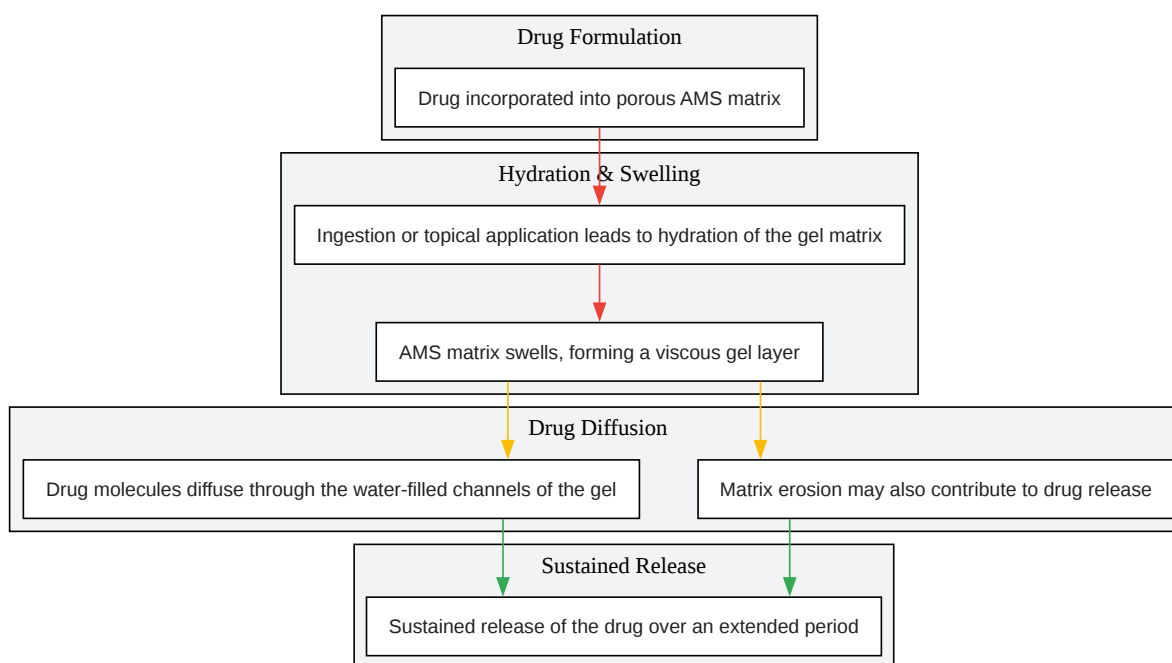 Drug Formulation
Drug incorporated into porous AMS matrix
Hydration & Swelling
Ingestion or topical application leads to hydration of the gel matrix
AMS matrix swells, forming a viscous gel layer
Drug Diffusion
Drug molecules diffuse through the water-filled channels of the gel
Matrix erosion may also contribute to drug release
Sustained Release
Sustained release of the drug over an extended period